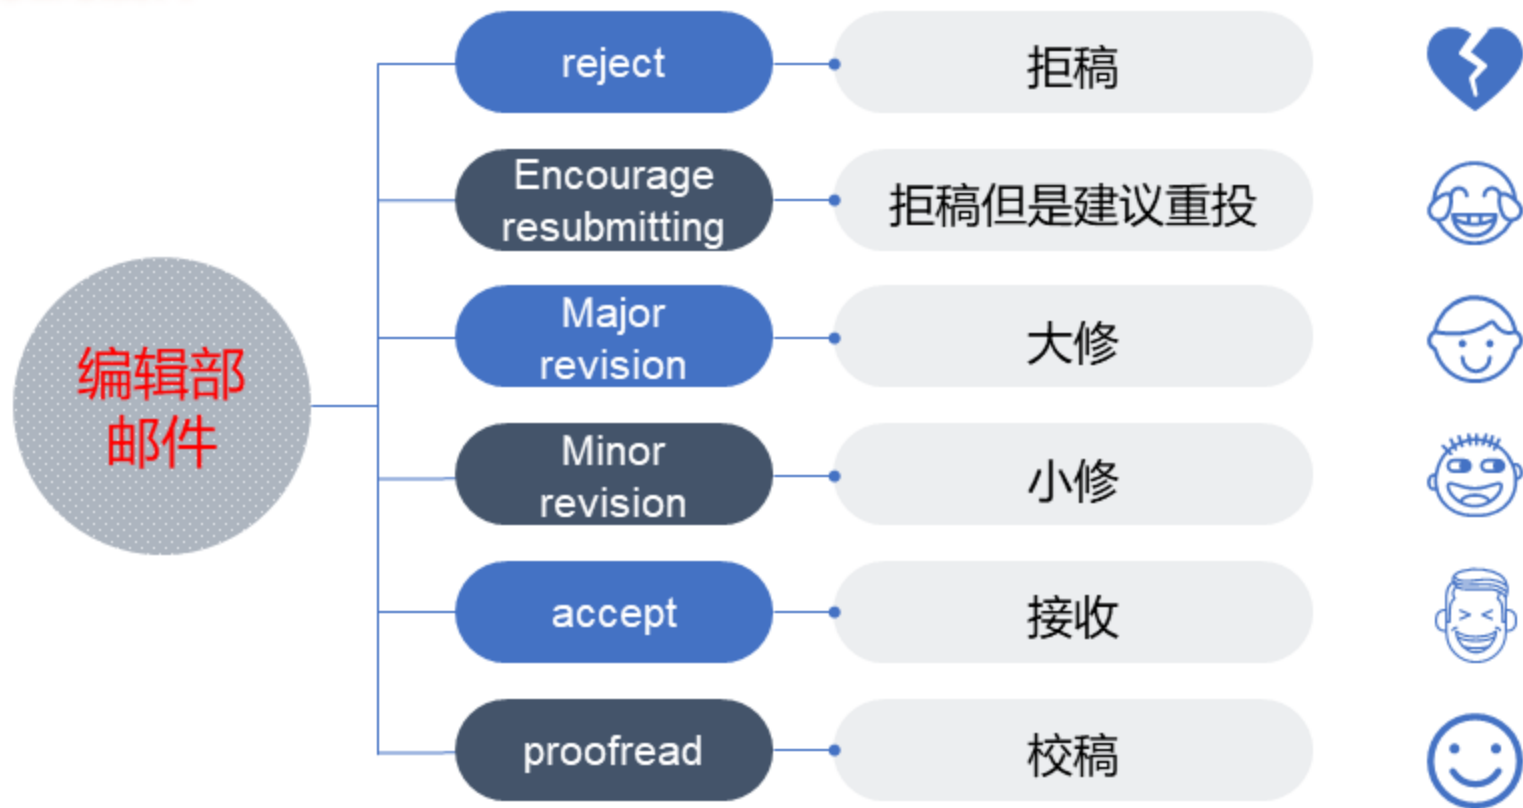 编辑部
邮件
reject
拒稿
Encourage
resubmitting
拒稿但是建议重投
Major
revision
大修
Minor
revision
小修
accept
接收
proofread
校稿